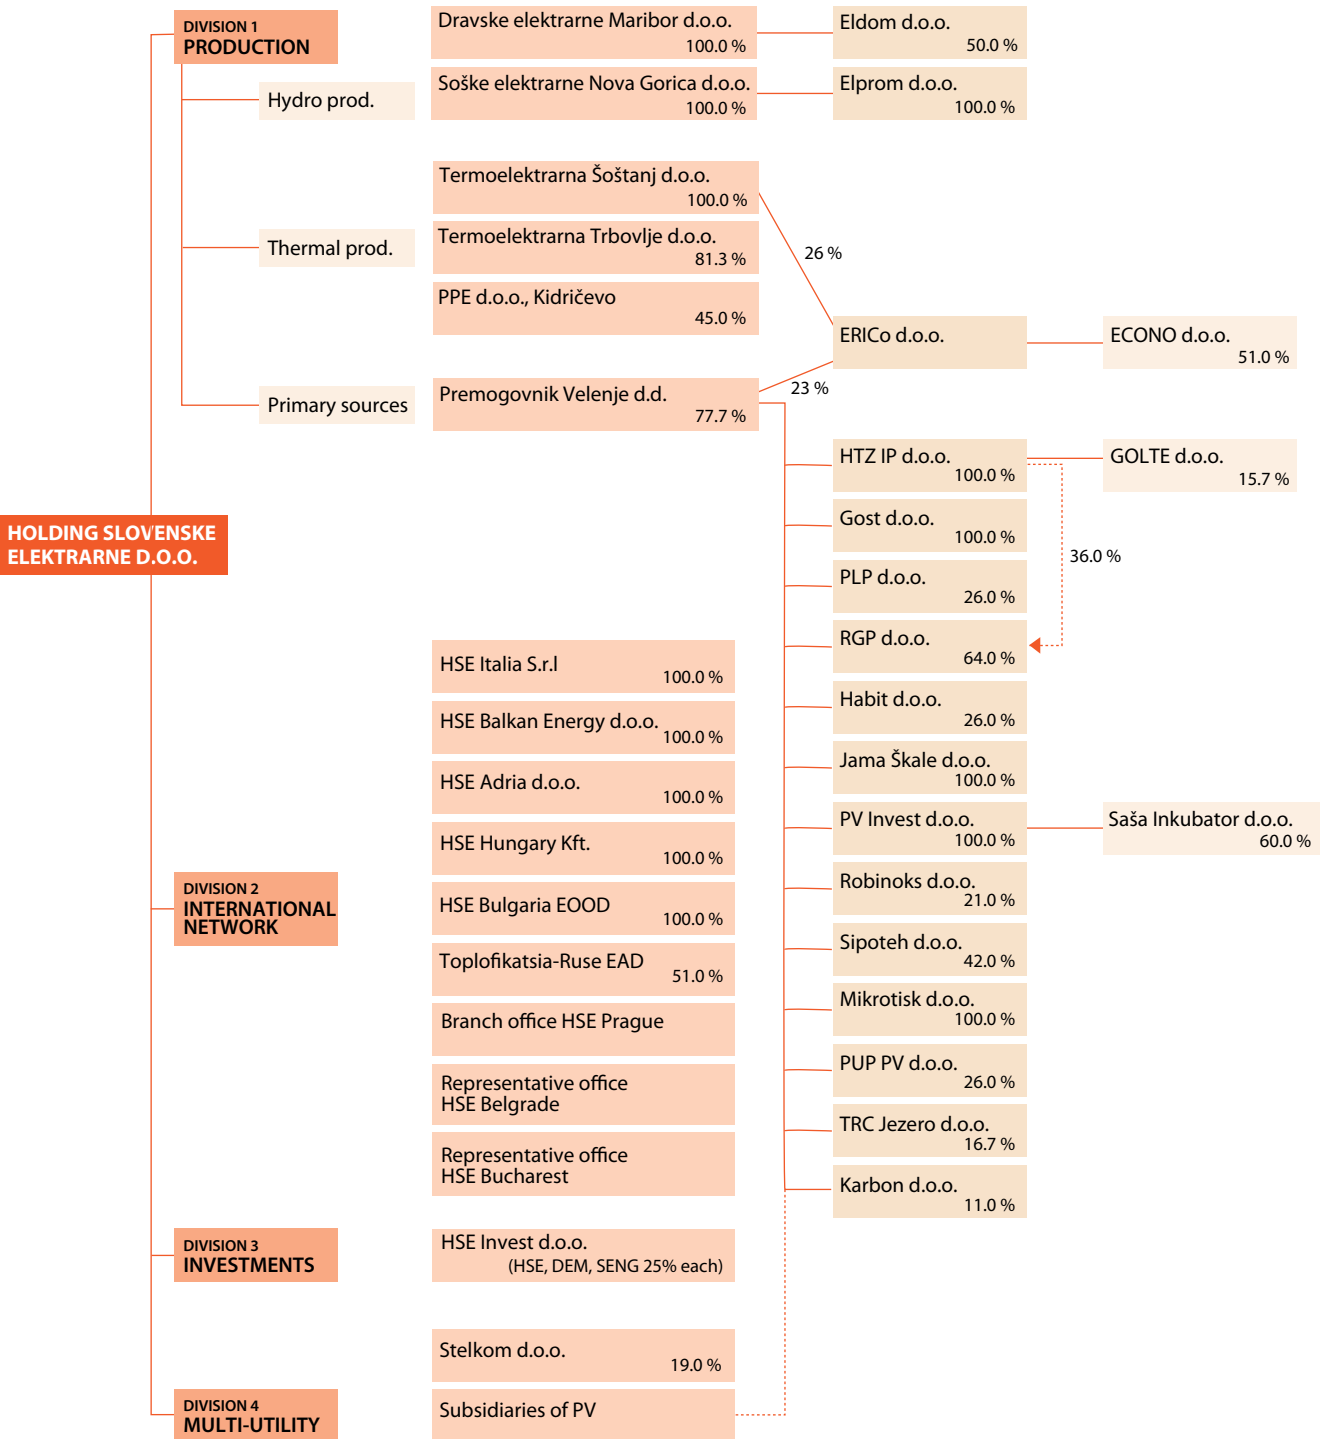 DIVISION 1
PRODUCTION
Hydro prod.
Dravske elektrarne Maribor d.o.o.
100.0 %
Eldom d.o.o.
50.0 %
Soške elektrarne Nova Gorica d.o.o.
100.0 %
Elprom d.o.o.
100.0 %
Thermal prod.
Termoelektrarna Šoštanj d.o.o.
100.0 %
Termoelektrarna Trbovlje d.o.o.
81.3 %
PPE d.o.o., Kidričevo
45.0 %
26 %
ERICo d.o.o.
ECONO d.o.o.
51.0 %
23 %
Primary sources
Premogovnik Velenje d.d.
77.7 %
HTZ IP d.o.o.
100.0 %
GOLTE d.o.o.
15.7 %
Gost d.o.o.
100.0 %
36.0 %
PLP d.o.o.
26.0 %
RGP d.o.o.
64.0 %
Habit d.o.o.
26.0 %
Jama Škale d.o.o.
100.0 %
PV Invest d.o.o.
100.0 %
Saša Inkubator d.o.o.
60.0 %
Robinoks d.o.o.
21.0 %
Sipoteh d.o.o.
42.0 %
Mikrotisk d.o.o.
100.0 %
PUP PV d.o.o.
26.0 %
TRC Jezero d.o.o.
16.7 %
Karbon d.o.o.
11.0 %
HOLDING SLOVENSKE
ELEKTRARNE D.O.O.
DIVISION 2
INTERNATIONAL
NETWORK
HSE Italia S.r.l
100.0 %
HSE Balkan Energy d.o.o.
100.0 %
HSE Adria d.o.o.
100.0 %
HSE Hungary Kft.
100.0 %
HSE Bulgaria EOOD
100.0 %
Toplofikatsia-Ruse EAD
51.0 %
Branch office HSE Prague
Representative office
HSE Belgrade
Representative office
HSE Bucharest
DIVISION 3
INVESTMENTS
HSE Invest d.o.o.
(HSE, DEM, SENG 25% each)
DIVISION 4
MULTI-UTILITY
Stelkom d.o.o.
19.0 %
Subsidiaries of PV